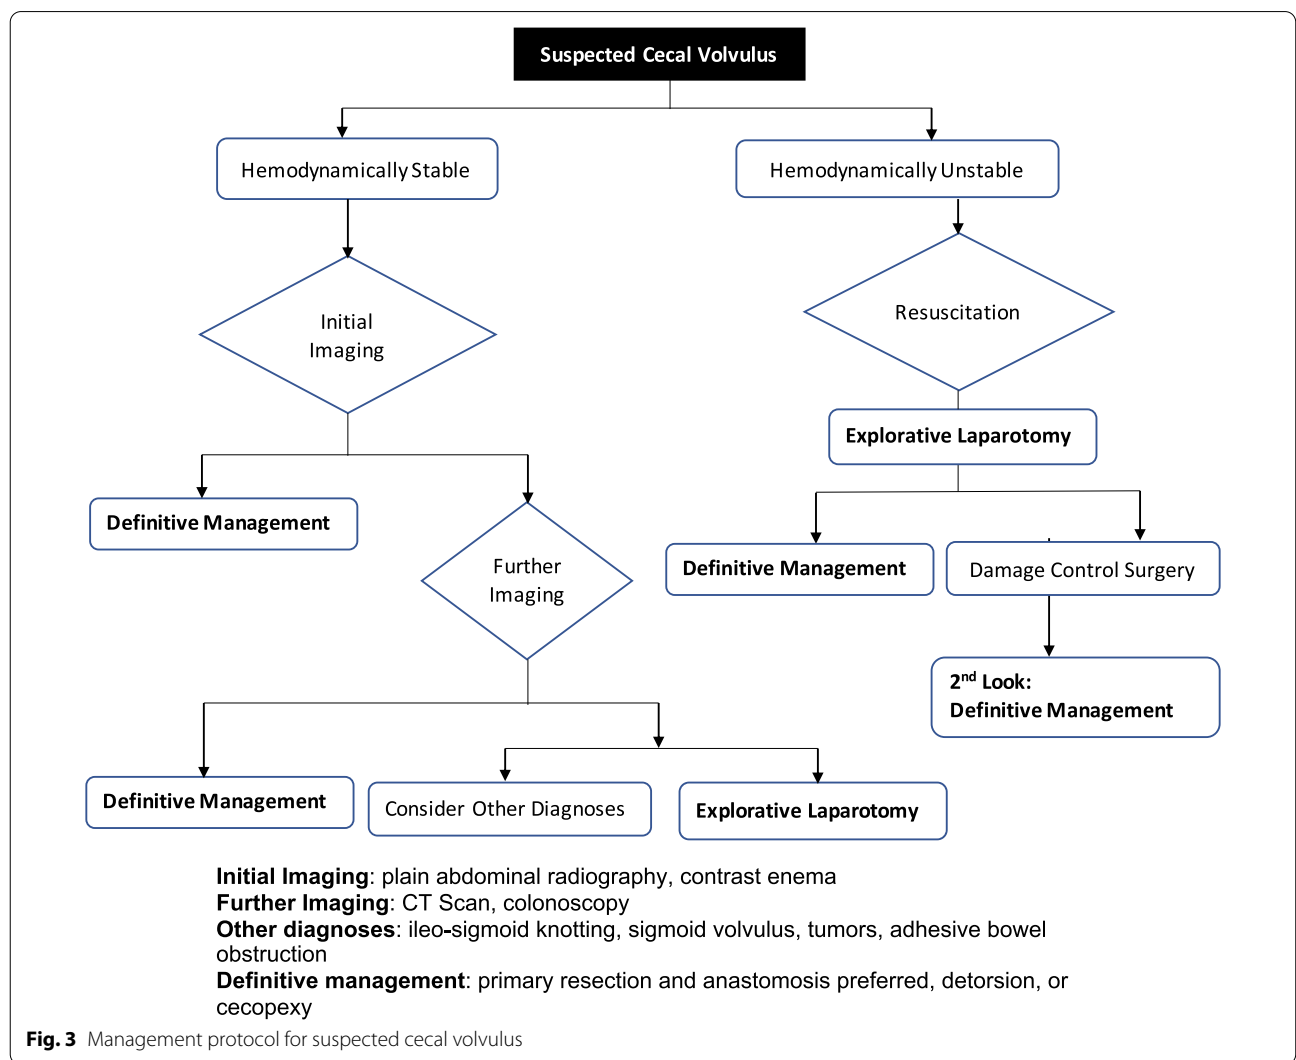 Suspected Cecal Volvulus
Hemodynamically Stable
Hemodynamically Unstable
Initial
Imaging
Resuscitation
Explorative Laparotomy
Definitive Management
Further
Imaging
Definitive Management
Damage Control Surgery
2nd Look:
Definitive Management
Definitive Management
Consider Other Diagnoses
Explorative Laparotomy
Initial Imaging: plain abdominal radiography, contrast enema
Further Imaging: CT Scan, colonoscopy
Other diagnoses: ileo-sigmoid knotting, sigmoid volvulus, tumors, adhesive bowel
obstruction
Definitive management: primary resection and anastomosis preferred, detorsion, or
cecopexy
Fig. 3 Management protocol for suspected cecal volvulus